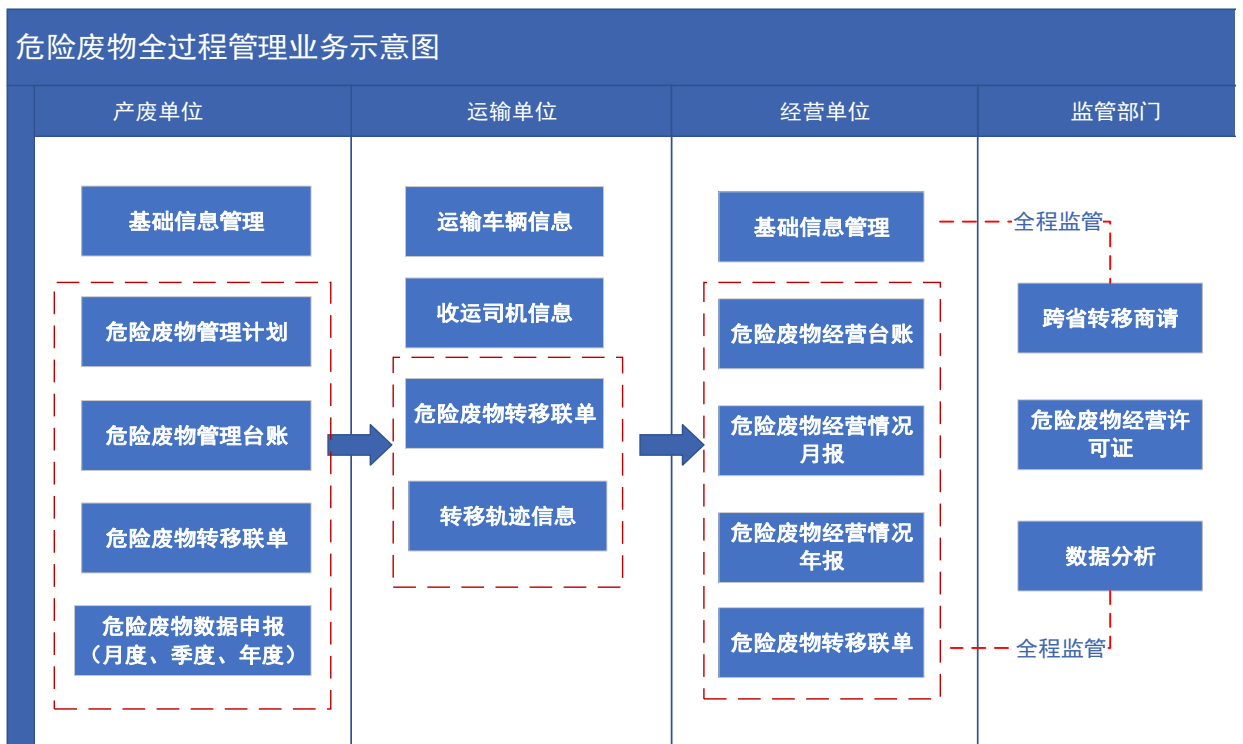 危险废物全过程管理业务示意图
产废单位
运输单位
经营单位
监管部门
基础信息管理
危险废物管理计划
危险废物管理台账
危险废物转移联单
危险废物数据申报
（月度、季度、年度）
运输车辆信息
收运司机信息
危险废物转移联单
转移轨迹信息
基础信息管理
危险废物经营台账
危险废物经营情况
月报
危险废物经营情况
年报
危险废物转移联单
全程监管
跨省转移商请
危险废物经营许
可证
数据分析
全程监管